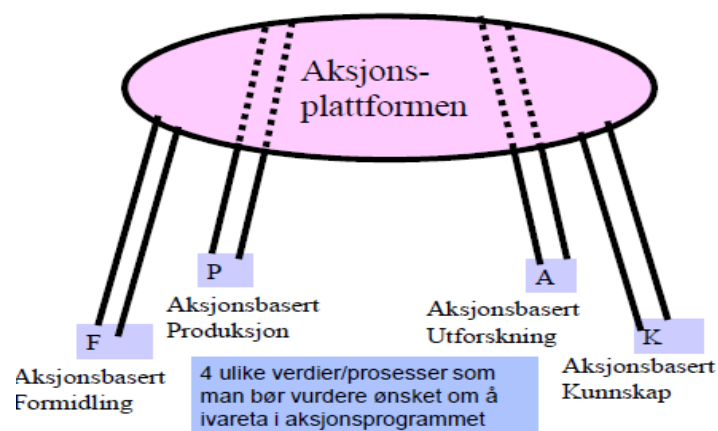 Aksjons-
plattformen
P
Aksjonsbasert
Produksjon
A
Aksjonsbasert
Utforskning
F
Aksjonsbasert
Formidling
K
Aksjonsbasert
Kunnskap
4 ulike verdier/prosesser som
man bør vurdere ønsket om å
ivareta i aksjonsprogrammet